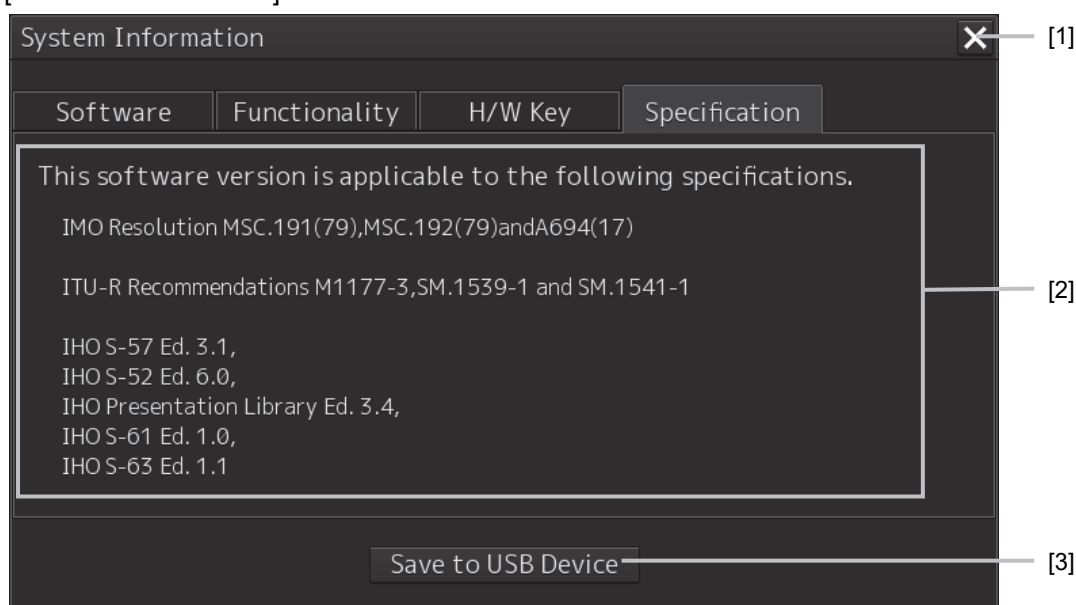 System Information
[1]
Software
Functionality
H/W Key
Specification
This software version is applicable to the following specifications.
IMO Resolution MSC.191(79),MSC.192(79)andA694(17)
ITU-R Recommendations M1177-3,SM.1539-1 and SM.1541-1
[2]
IHO S-57 Ed. 3.1,
IHO S-52 Ed. 6.0,
IHO Presentation Library Ed. 3.4,
IHO S-61 Ed. 1.0,
IHO S-63 Ed. 1.1
Save to USB Device
[3]